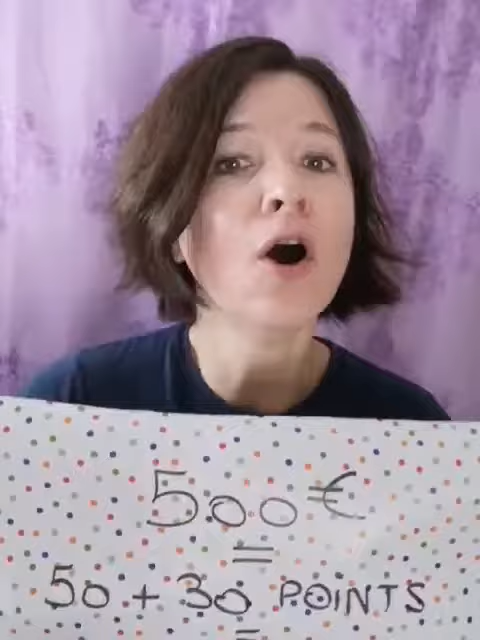 500€
=
50 + 30 POINTS
=